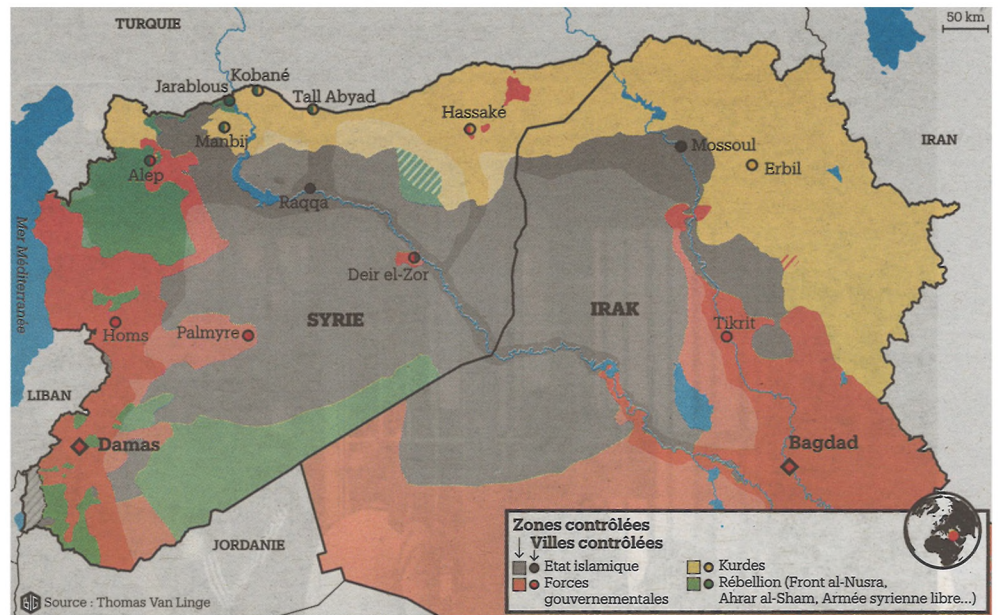 TURQUIE
50 km
Kobané
Jarablous
Tall Abyad
Hassaké
Manbij
Mossoul
IRAN
Erbil
Alep
Raqqa
Mer Méditerranée
Deir el-Zor
SYRIE
IRAK
Homs
Palmyre
Tikrit
LIBAN
Damas
Bagdad
JORDANIE
Zones contrôlées
Villes contrôlées
Etat islamique
Forces
gouvernementales
Kurdes
Rébellion (Front al-Nusra,
Ahrar al-Sham, Armée syrienne libre...)
Source : Thomas Van Linge